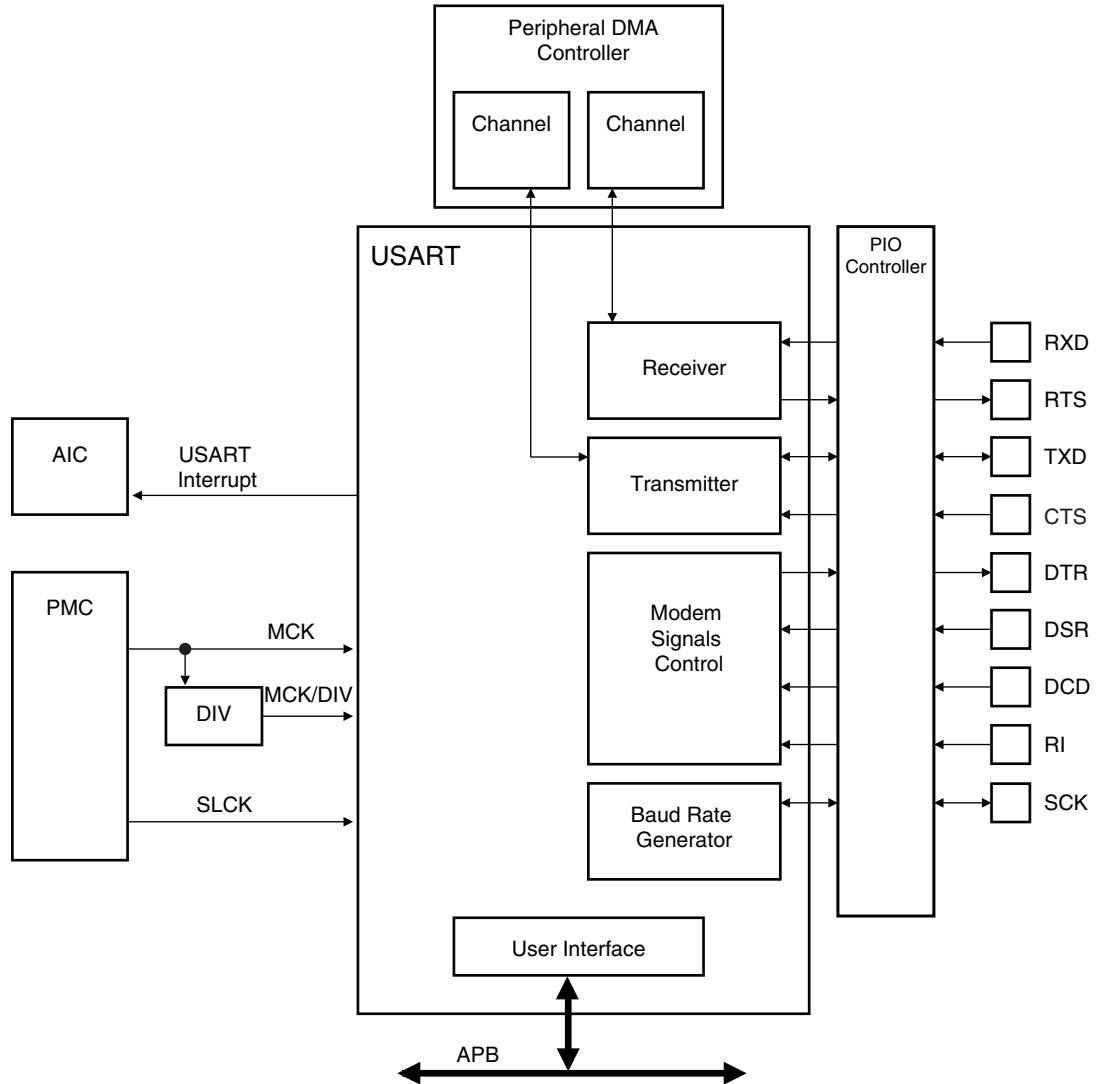 Peripheral DMA
Controller
Channel
Channel
USART
PIO
Controller
Receiver
RXD
RTS
AIC
USART
Interrupt
Transmitter
TXD
CTS
PMC
MCK
DIV
MCK/DIV
SLCK
Modem
Signals
Control
DTR
DSR
DCD
RI
Baud Rate
Generator
SCK
User Interface
APB